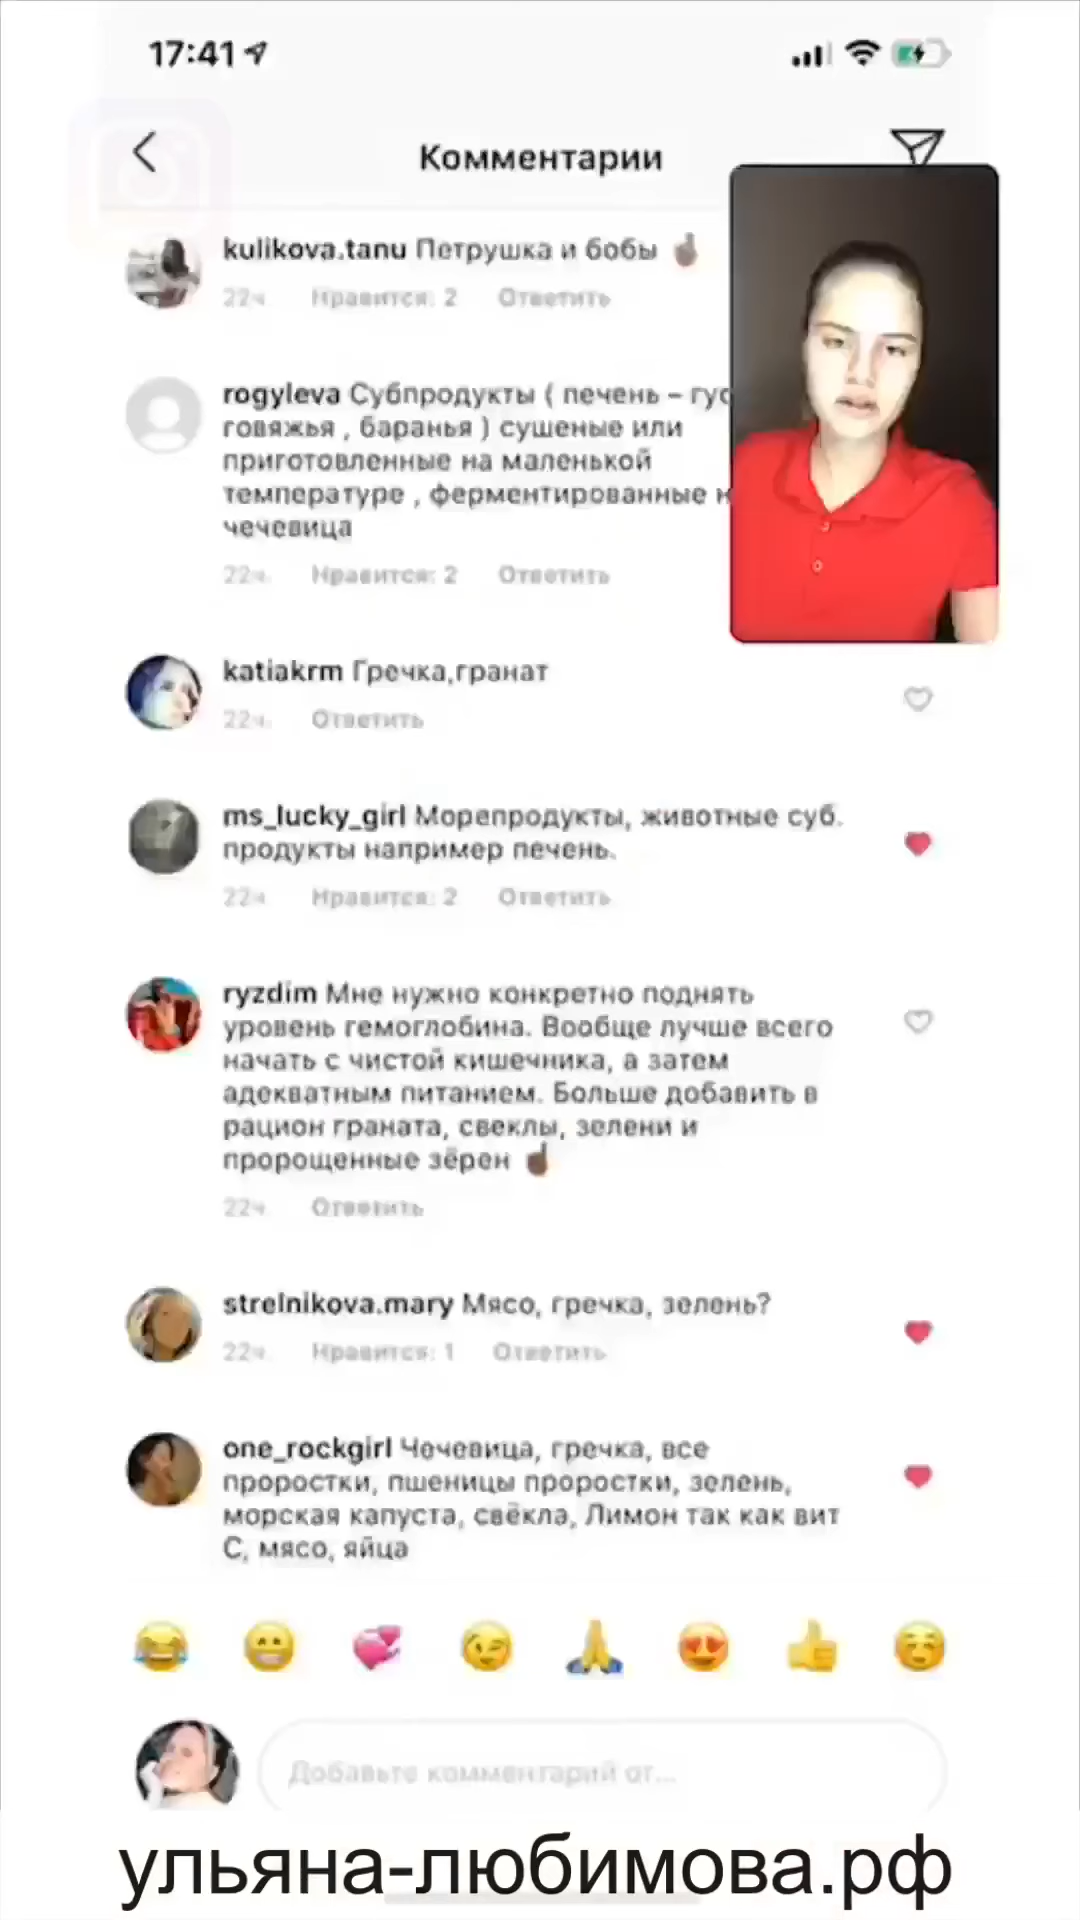 17:41
Комментарии
kulikova.tanu Петрушка и бобы ☝🏿
22ч. Нравится: 2 Ответить
rogyleva Субпродукты ( печень – гус
говяжья , баранья ) сушеные или
приготовленные на маленькой
температуре , ферментированные
чечевица
22ч. Нравится: 2 Ответить
katiakrm Гречка,гранат
22ч. Ответить
ms_lucky_girl Морепродукты, животные суб.
продукты например печень.
22ч Нравится: 2 Ответить
ryzdim Мне нужно конкретно поднять
уровень гемоглобина. Вообще лучше всего
начать с чистой кишечника, а затем
адекватным питанием. Больше добавить в
рацион граната, свеклы, зелени и
пророщенные зёрен ☝🏿
22ч Ответить
strelnikova.mary Мясо, гречка, зелень?
22ч. Нравится: 1 Ответить
one_rockgirl Чечевица, гречка, все
проростки, пшеницы проростки, зелень,
морская капуста, свёкла, Лимон так как вит
С, мясо, яйца
Добавьте комментарий от...
ульяна-любимова.рф